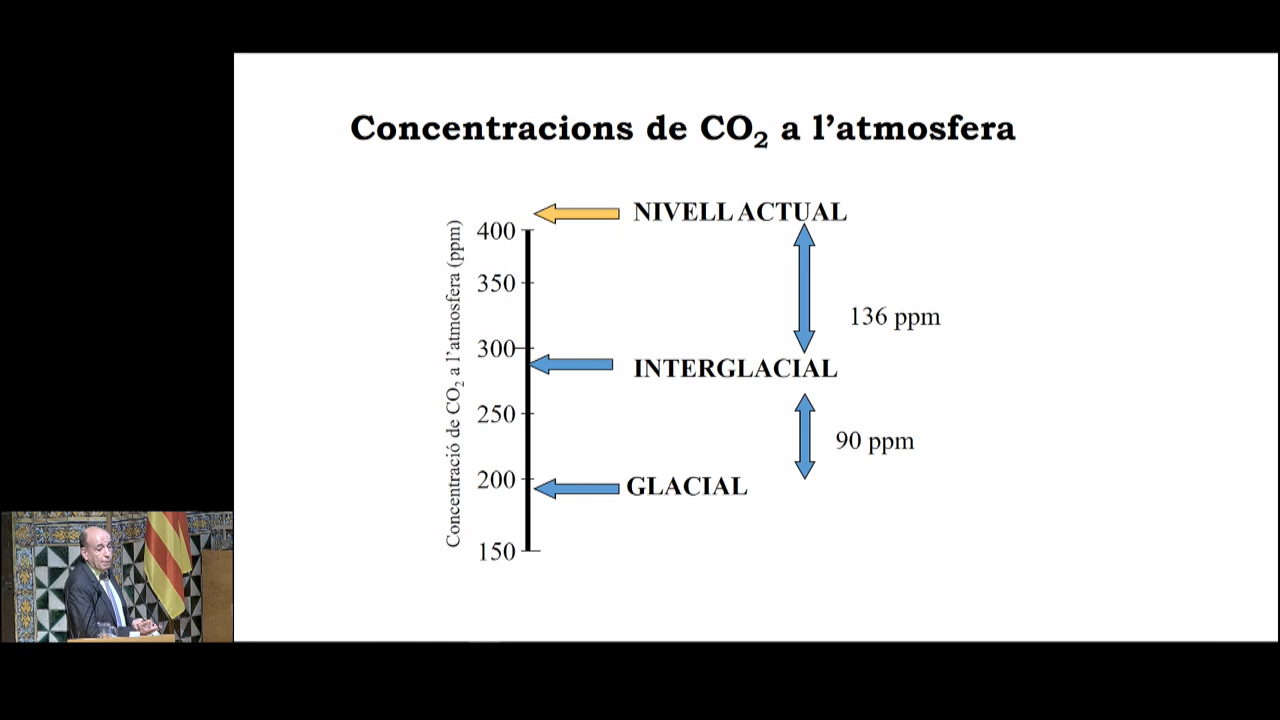 Concentracions de CO₂ a l'atmosfera
NIVELL ACTUAL
Concentració de CO₂ a l'atmosfera (ppm)
400
350
300
250
200
150
136 ppm
INTERGLACIAL
90 ppm
GLACIAL